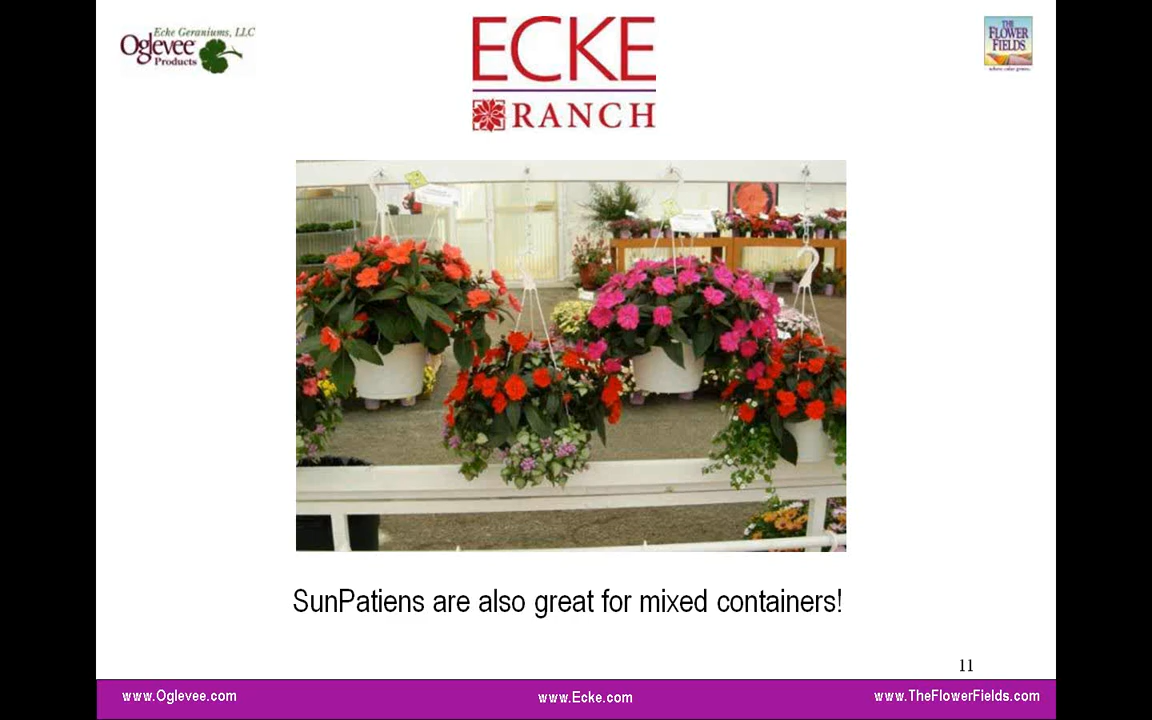 Ecke Geraniums, LLC
Oglevee
Products
ECKE
RANCH
THE
FLOWER
FIELDS
SunPatiens are also great for mixed containers!
11
www.Oglevee.com
www.Ecke.com
www.TheFlowerFields.com